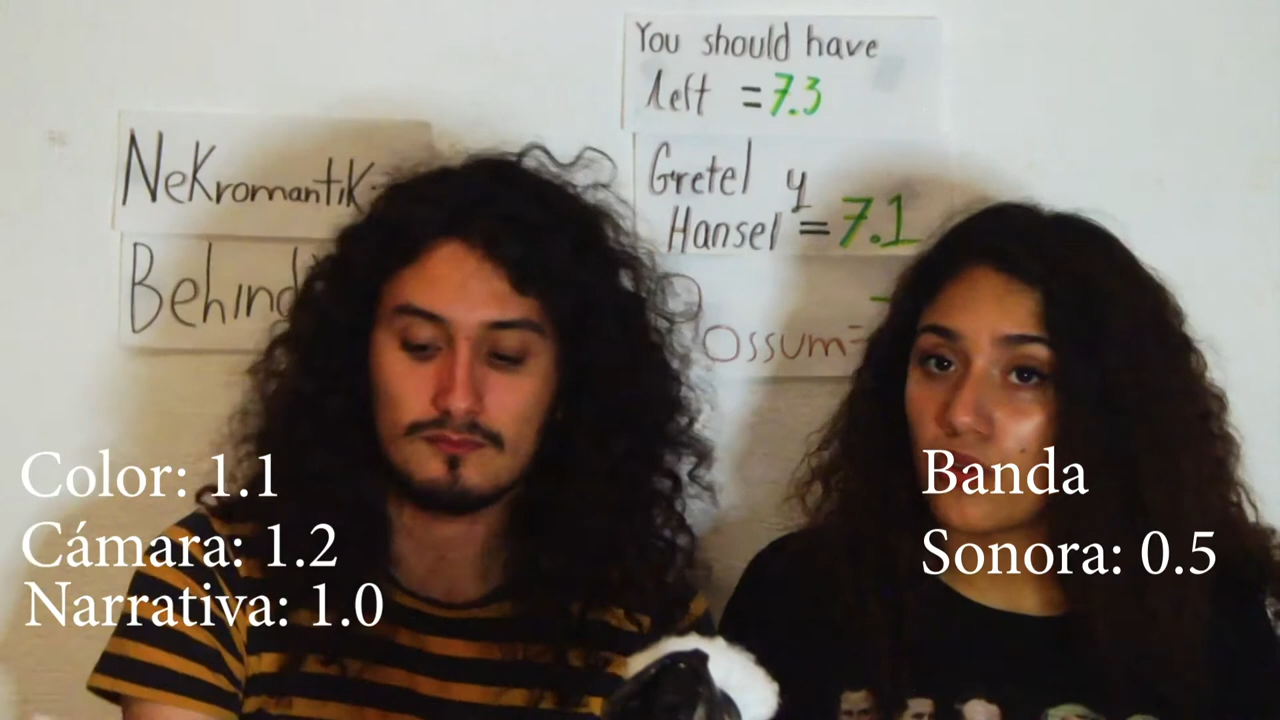 You should have
left = 7.3
Gretel y
Hansel = 7.1
Possum=
Nekromantik-
Behind
Color: 1.1
Cámara: 1.2
Narrativa: 1.0
Banda
Sonora: 0.5